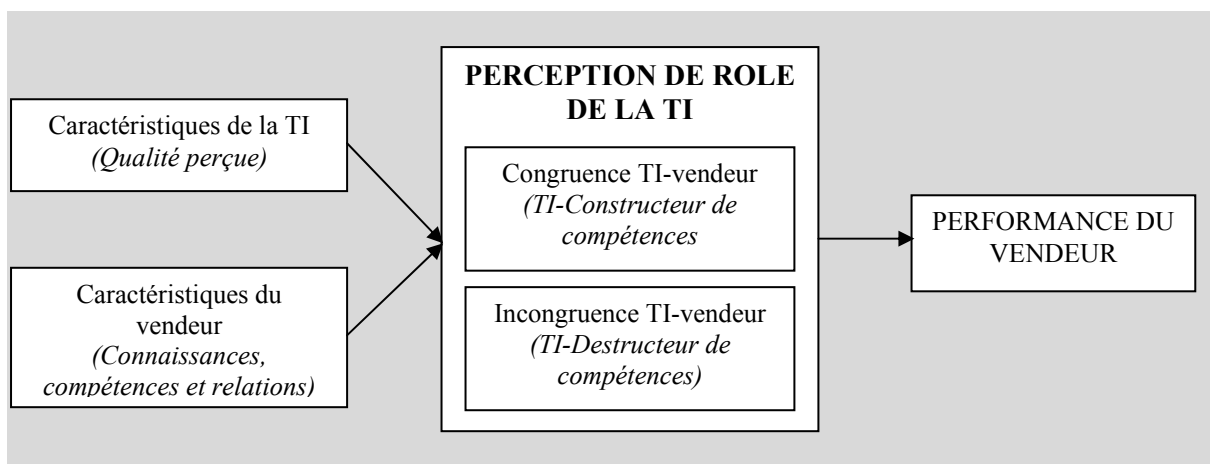 Caractéristiques de la TI
(Qualité perçue)
Caractéristiques du
vendeur
(Connaissances,
compétences et relations)
PERCEPTION DE ROLE
DE LA TI
Congruence TI-vendeur
(TI-Constructeur de
compétences
Incongruence TI-vendeur
(TI-Destructeur de
compétences)
PERFORMANCE DU
VENDEUR